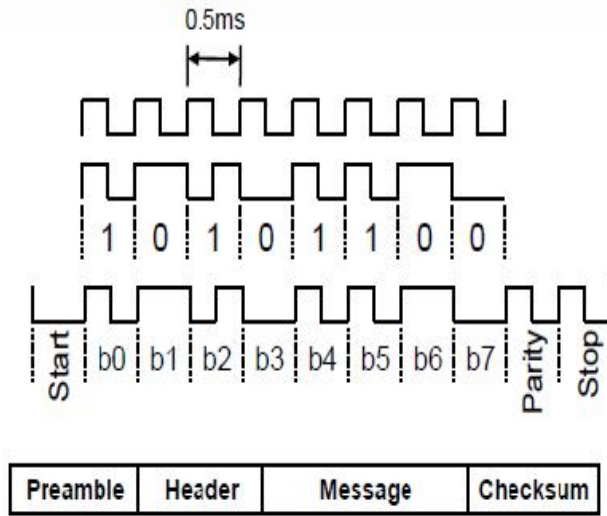 0.5ms
1 0 1 0 1 1 0 0
Start b0 b1 b2 b3 b4 b5 b6 b7 Parity Stop
Preamble Header Message Checksum